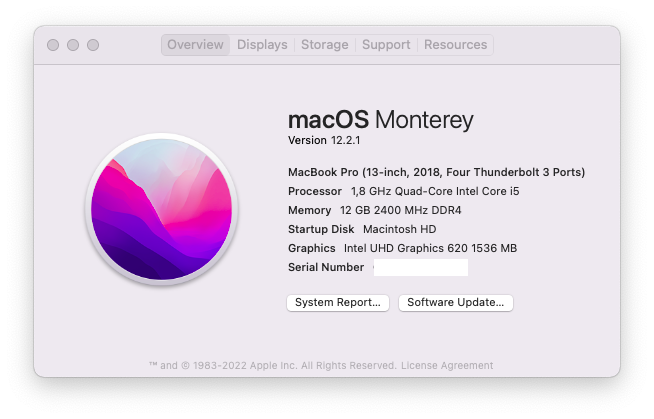 Overview Displays Storage Support Resources
macOS Monterey
Version 12.2.1
MacBook Pro (13-inch, 2018, Four Thunderbolt 3 Ports)
Processor 1,8 GHz Quad-Core Intel Core i5
Memory 12 GB 2400 MHz DDR4
Startup Disk Macintosh HD
Graphics Intel UHD Graphics 620 1536 MB
Serial Number
System Report... Software Update...
™ and © 1983-2022 Apple Inc. All Rights Reserved. License Agreement